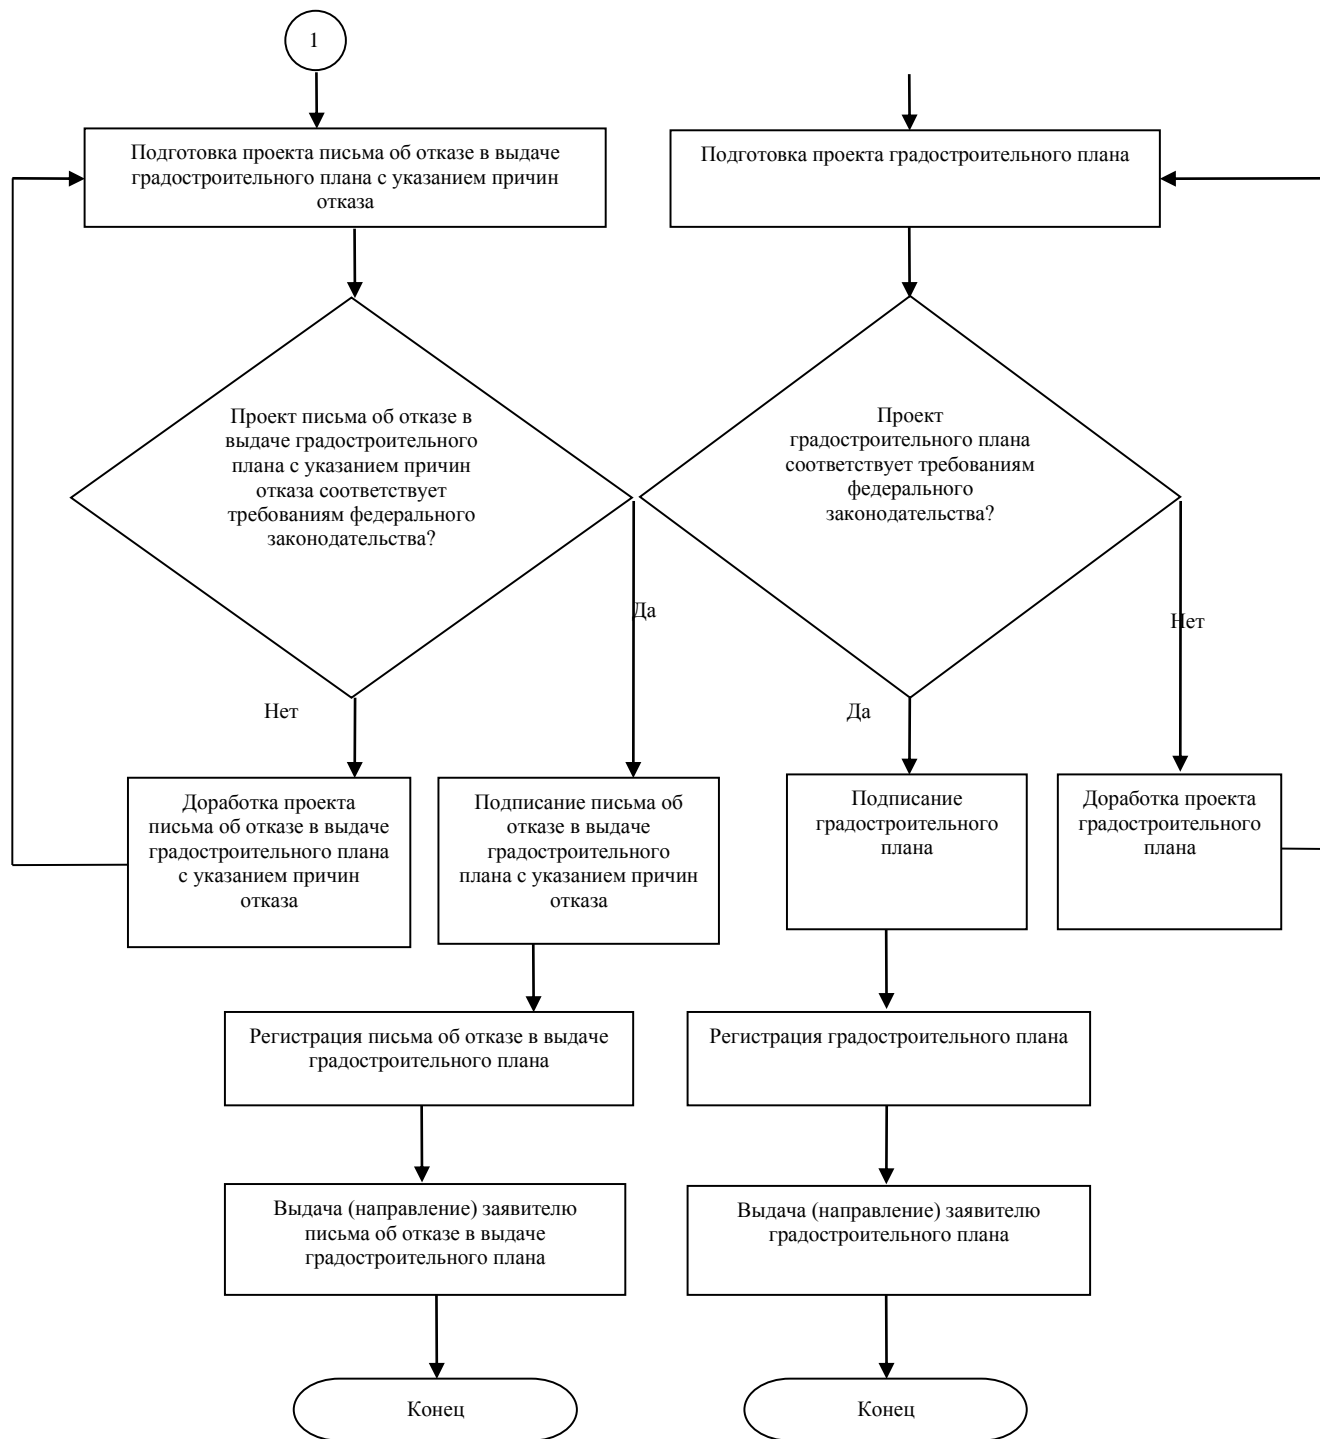 1
Подготовка проекта письма об отказе в выдаче
градостроительного плана с указанием причин
отказа
Подготовка проекта градостроительного плана
Проект письма об отказе в
выдаче градостроительного
плана с указанием причин
отказа соответствует
требованиям федерального
законодательства?
Проект
градостроительного плана
соответствует требованиям
федерального
законодательства?
Да
Нет
Нет
Да
Доработка проекта
письма об отказе в выдаче
градостроительного плана
с указанием причин
отказа
Подписание письма об
отказе в выдаче
градостроительного
плана с указанием причин
отказа
Подписание
градостроительного
плана
Доработка проекта
градостроительного
плана
Регистрация письма об отказе в выдаче
градостроительного плана
Регистрация градостроительного плана
Выдача (направление) заявителю
письма об отказе в выдаче
градостроительного плана
Выдача (направление) заявителю
градостроительного плана
Конец
Конец